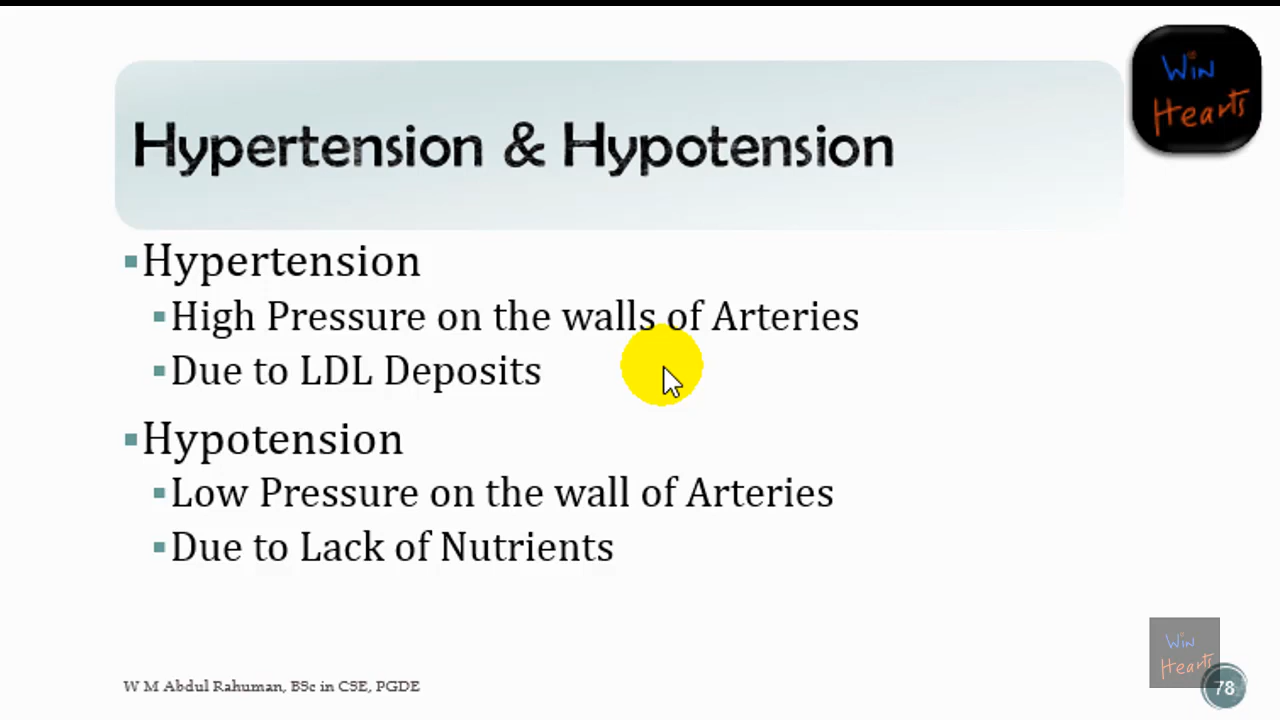 Win
Hearts
Hypertension & Hypotension
Hypertension
High Pressure on the walls of Arteries
Due to LDL Deposits
Hypotension
Low Pressure on the wall of Arteries
Due to Lack of Nutrients
Win
Hearts
W M Abdul Rahuman, BSc in CSE, PGDE
78